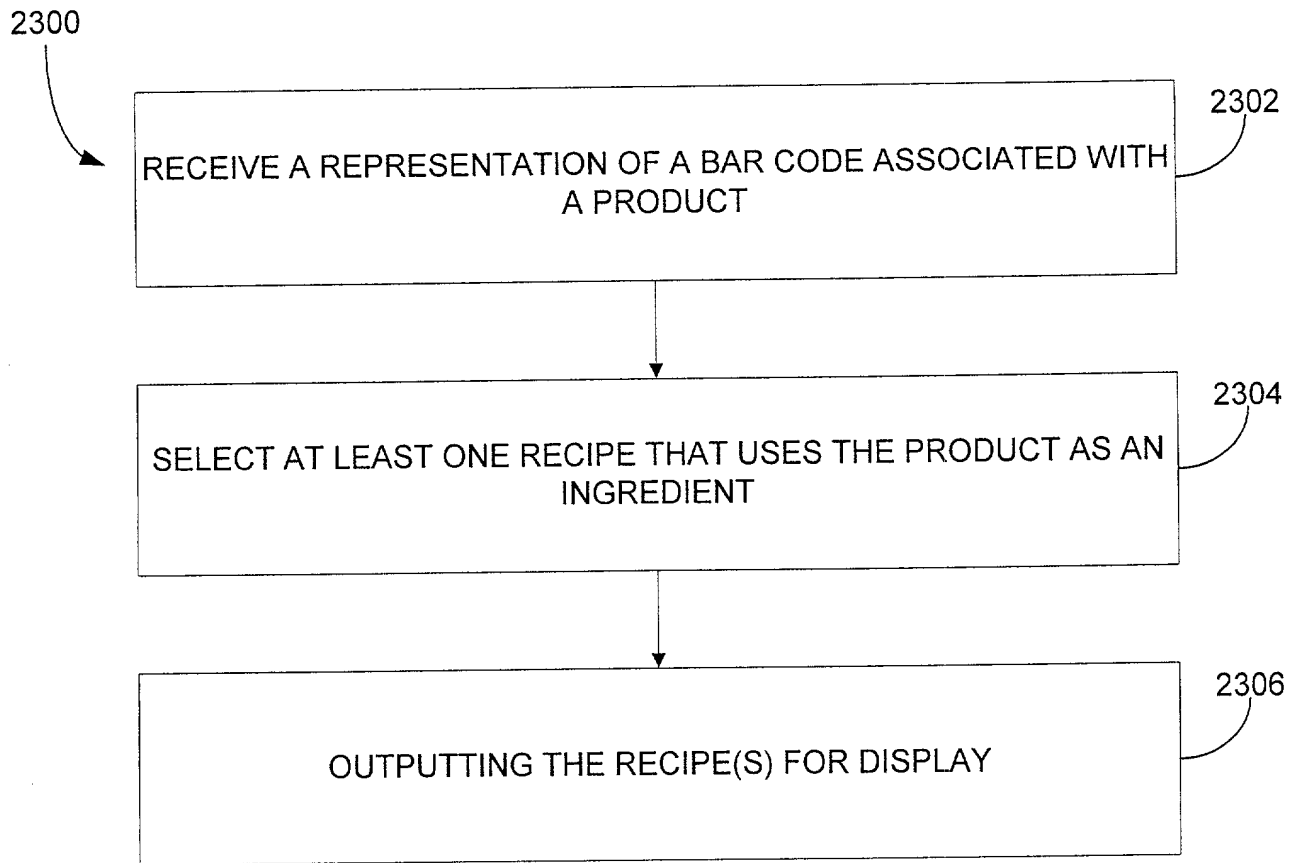 2300
2302
RECEIVE A REPRESENTATION OF A BAR CODE ASSOCIATED WITH
A PRODUCT
2304
SELECT AT LEAST ONE RECIPE THAT USES THE PRODUCT AS AN
INGREDIENT
2306
OUTPUTTING THE RECIPE(S) FOR DISPLAY